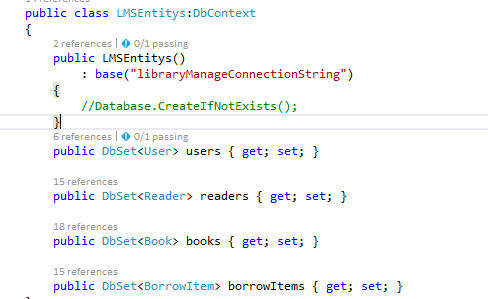 public class LMSEntitys:DbContext
{
2 references | 0/1 passing
public LMSEntitys()
: base("libraryManageConnectionString")
{
//Database.CreateIfNotExists();
}
6 references | 0/1 passing
public DbSet<User> users { get; set; }
15 references
public DbSet<Reader> readers { get; set; }
18 references
public DbSet<Book> books { get; set; }
15 references
public DbSet<BorrowItem> borrowItems { get; set; }